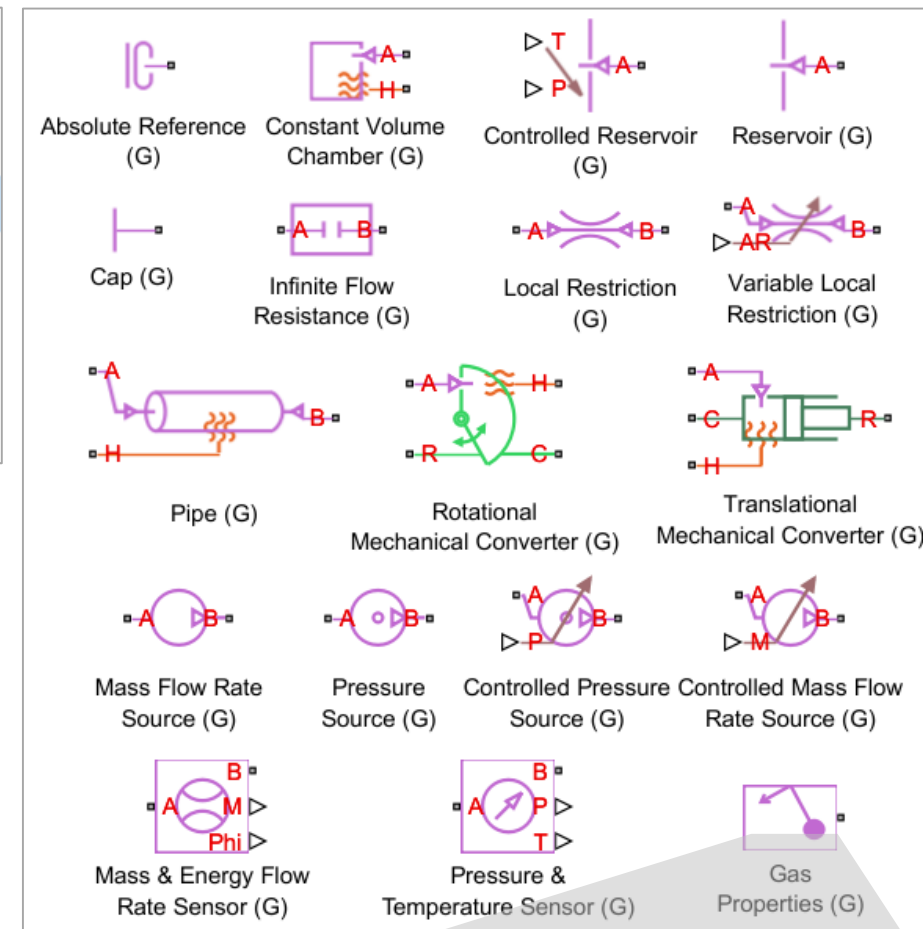 A
H
T
P
A
A
Absolute Reference
(G)
Constant Volume
Chamber (G)
Controlled Reservoir
(G)
Reservoir (G)
A
B
A
B
A
AR
B
Cap (G)
Infinite Flow
Resistance (G)
Local Restriction
(G)
Variable Local
Restriction (G)
A
B
H
A
H
R
C
A
C
R
H
Pipe (G)
Rotational
Mechanical Converter (G)
Translational
Mechanical Converter (G)
A
B
A
B
A
B
P
A
B
M
Mass Flow Rate
Source (G)
Pressure
Source (G)
Controlled Pressure
Source (G)
Controlled Mass Flow
Rate Source (G)
B
A
M
Phi
B
A
P
T
Mass & Energy Flow
Rate Sensor (G)
Pressure &
Temperature Sensor (G)
Gas
Properties (G)